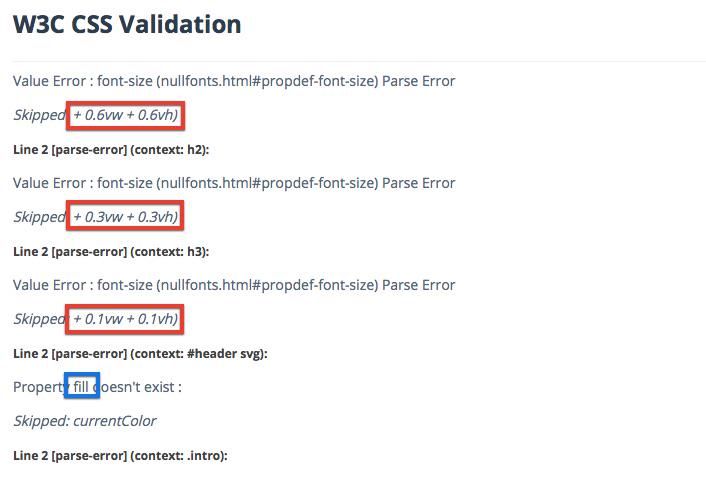 W3C CSS Validation
Value Error : font-size (nullfonts.html#propdef-font-size) Parse Error
Skipped: + 0.6vw + 0.6vh)
Line 2 [parse-error] (context: h2):
Value Error : font-size (nullfonts.html#propdef-font-size) Parse Error
Skipped: + 0.3vw + 0.3vh)
Line 2 [parse-error] (context: h3):
Value Error : font-size (nullfonts.html#propdef-font-size) Parse Error
Skipped: + 0.1vw + 0.1vh)
Line 2 [parse-error] (context: #header svg):
Property fill doesn't exist :
Skipped: currentColor
Line 2 [parse-error] (context: .intro):